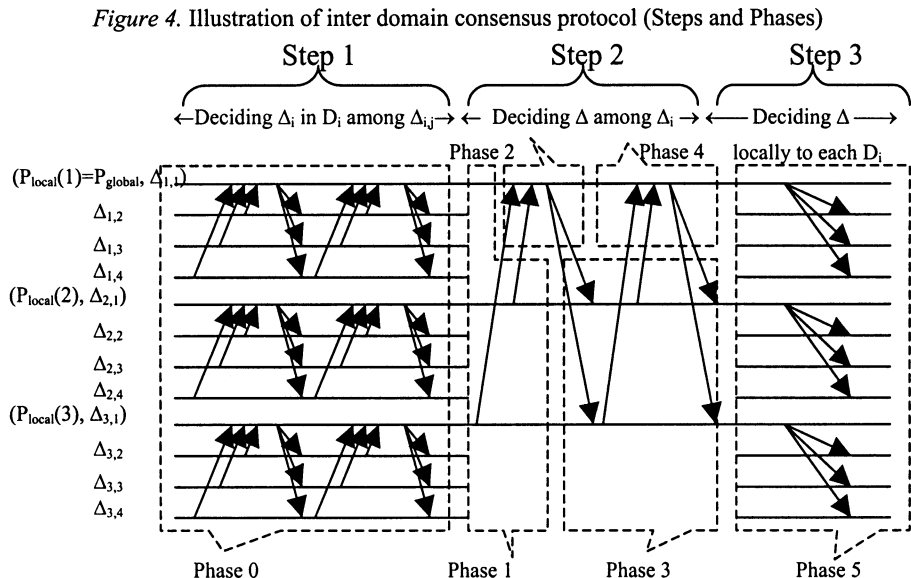 Figure 4. Illustration of inter domain consensus protocol (Steps and Phases)
Step 1 Step 2 Step 3
←Deciding Δi in Di among Δi,j→ ←Deciding Δ among Δi→ ←Deciding Δ→
Phase 2 Phase 4 locally to each Di
(Plocal(1)=Pglobal, Δ1,1)
Δ1,2
Δ1,3
Δ1,4
(Plocal(2), Δ2,1)
Δ2,2
Δ2,3
Δ2,4
(Plocal(3), Δ3,1)
Δ3,2
Δ3,3
Δ3,4
Phase 0 Phase 1 Phase 3 Phase 5